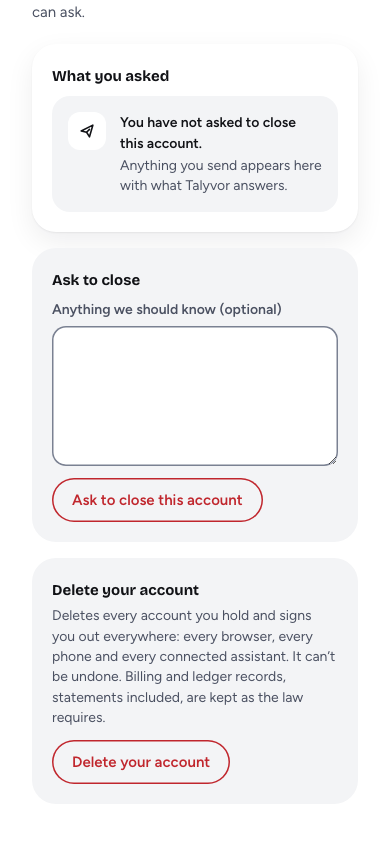 can ask.
What you asked
You have not asked to close
this account.
Anything you send appears here
with what Talyvor answers.
Ask to close
Anything we should know (optional)
Ask to close this account
Delete your account
Deletes every account you hold and signs
you out everywhere: every browser, every
phone and every connected assistant. It can’t
be undone. Billing and ledger records,
statements included, are kept as the law
requires.
Delete your account